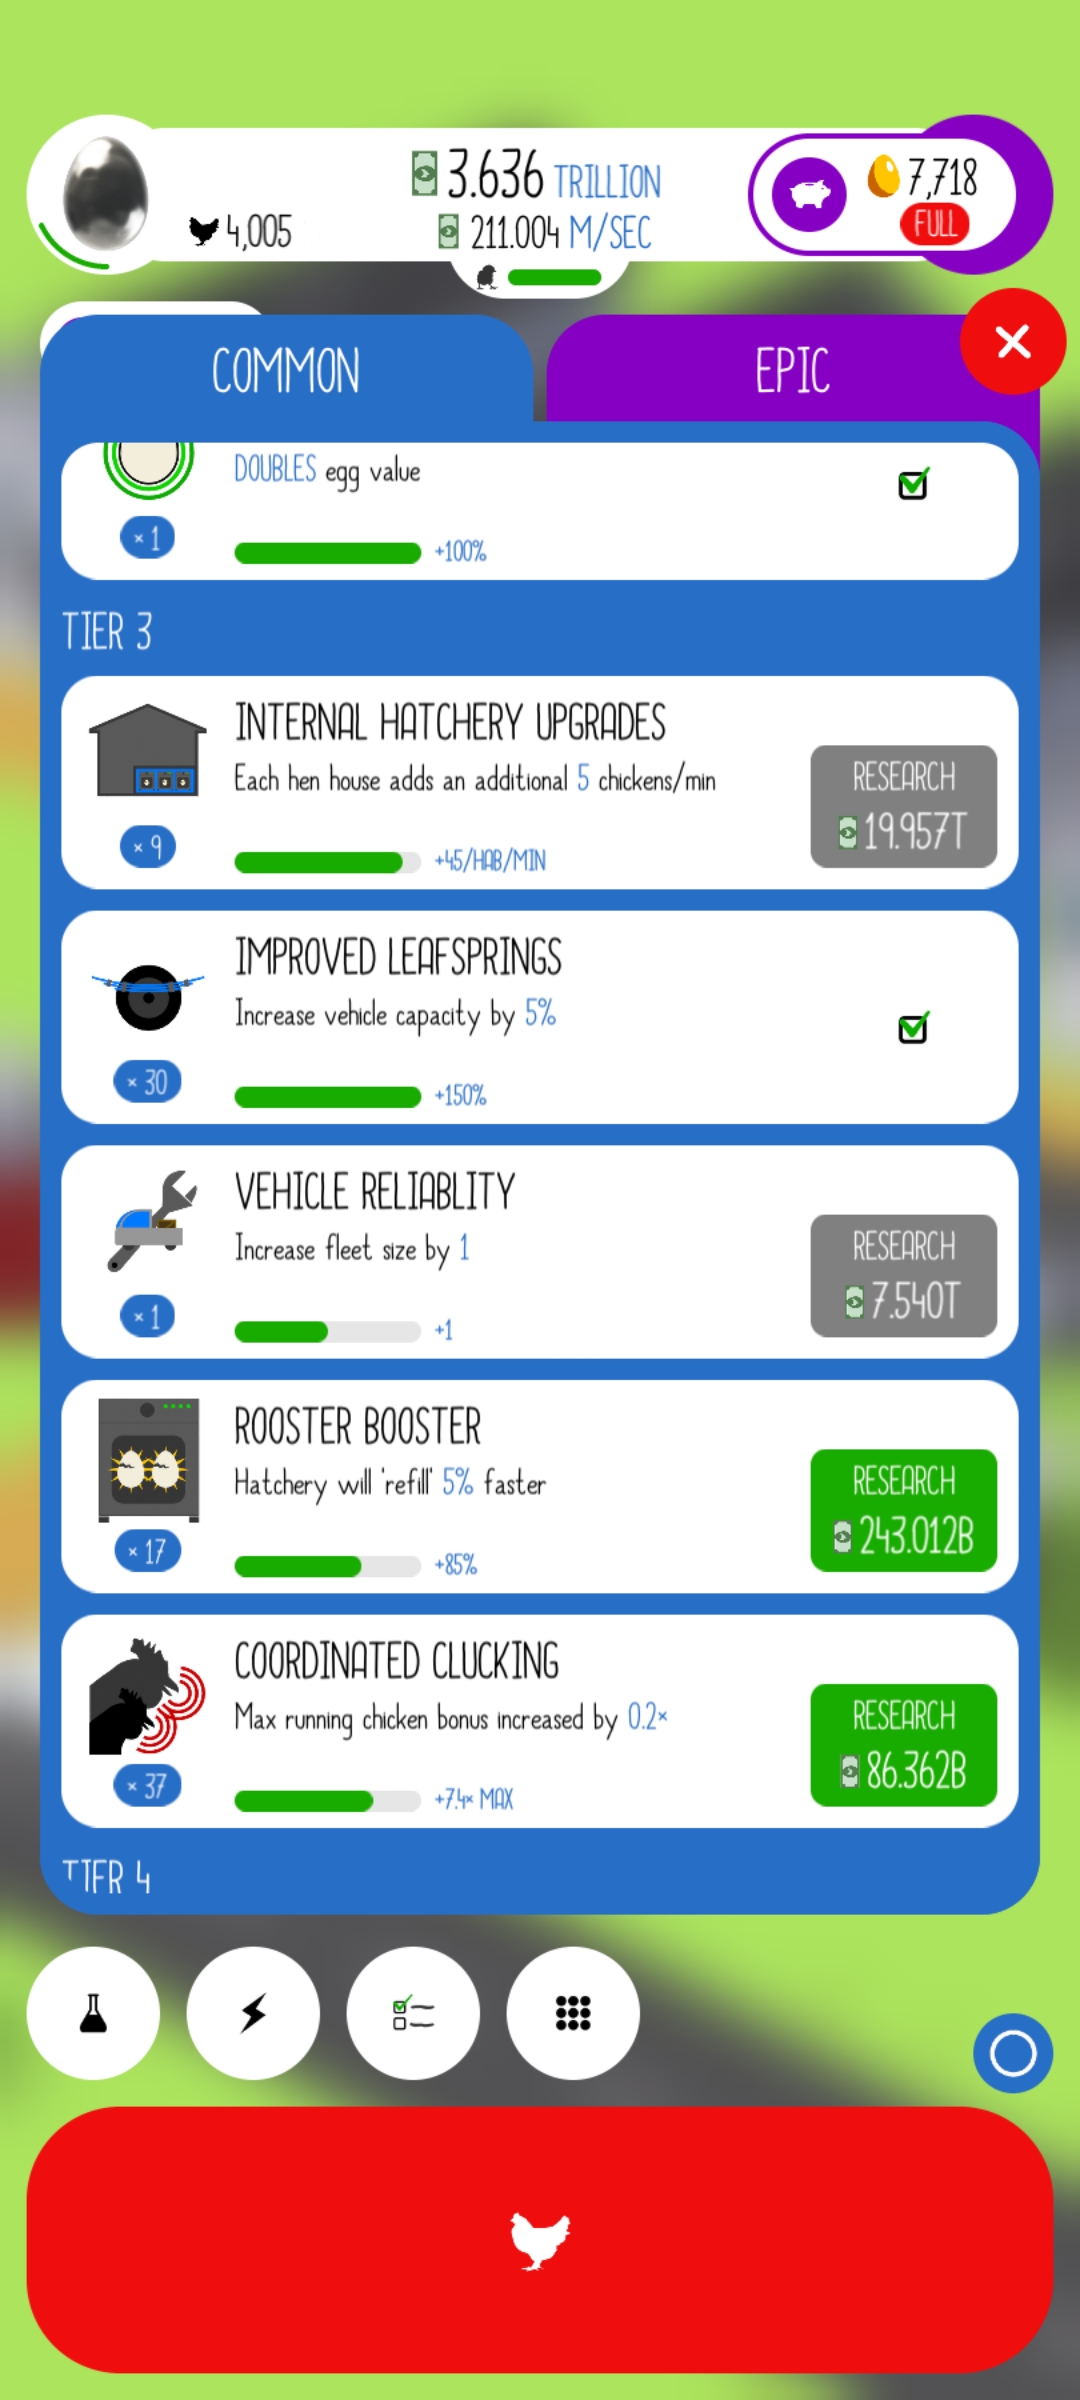 3.636 TRILLION
7,718
4,005
211.004 M/SEC
FULL
COMMON
EPIC
DOUBLES egg value
× 1
+100%
TIER 3
INTERNAL HATCHERY UPGRADES
Each hen house adds an additional 5 chickens/min
RESEARCH
19.957T
× 9
+45/HAB/MIN
IMPROVED LEAFSPRINGS
Increase vehicle capacity by 5%
× 30
+150%
VEHICLE RELIABLITY
Increase fleet size by 1
RESEARCH
7.540T
× 1
+1
ROOSTER BOOSTER
Hatchery will 'refill' 5% faster
RESEARCH
243.012B
× 17
+85%
COORDINATED CLUCKING
Max running chicken bonus increased by 0.2×
RESEARCH
86.362B
× 37
+7.4× MAX
TIER 4